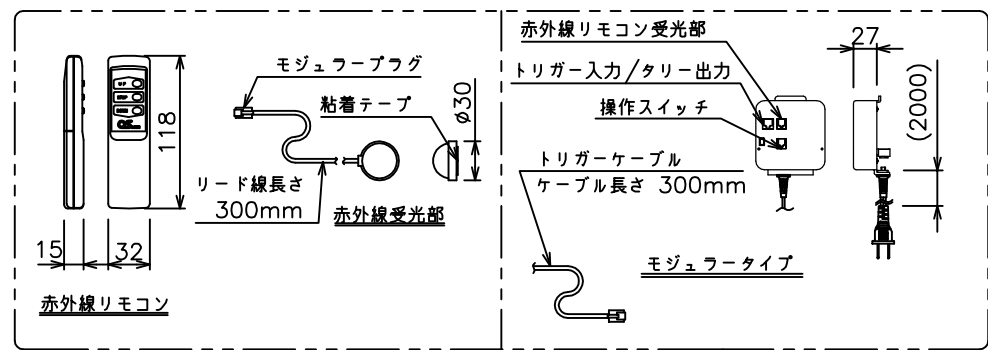 118
15
32
赤外線リモコン
モジュラープラグ
粘着テープ
ø30
リード線長さ
300mm
赤外線受光部
赤外線リモコン受光部
トリガー入力/タリー出力
操作スイッチ
トリガーケーブル
ケーブル長さ 300mm
モジュラータイプ
27
(2000)